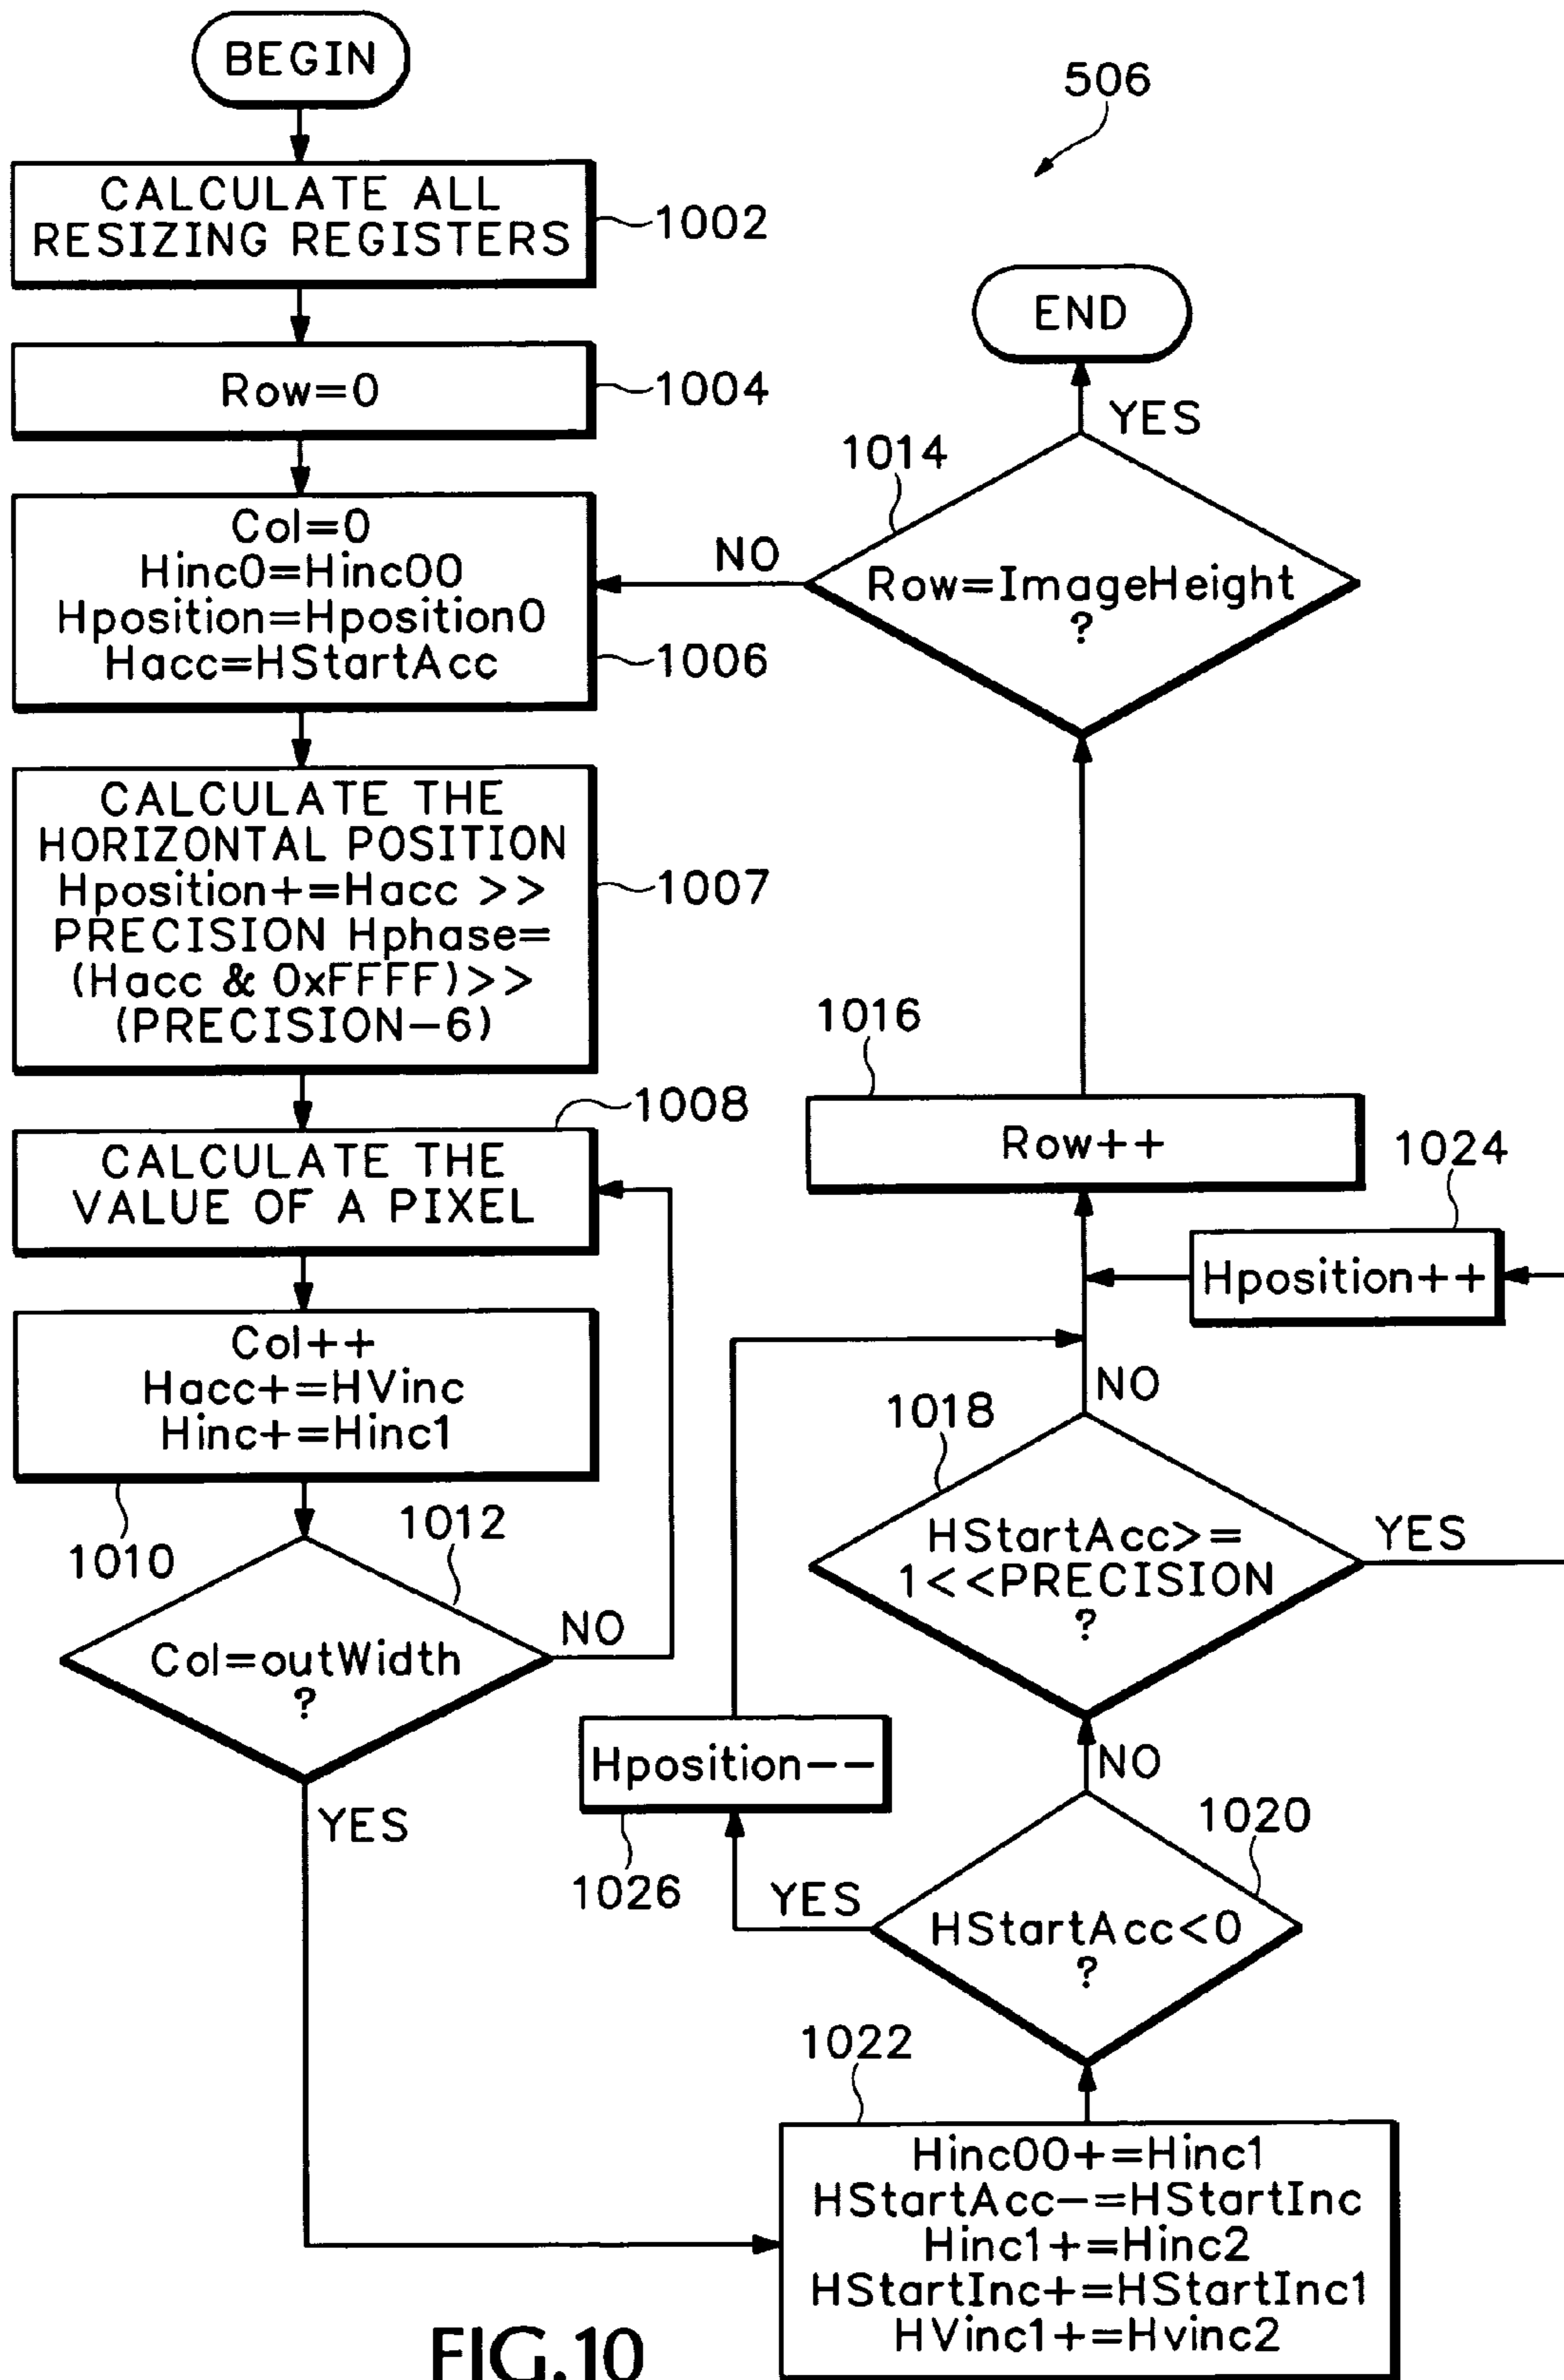 BEGIN
506
CALCULATE ALL
RESIZING REGISTERS
1002
Row=0
1004
Col=0
Hinc0=Hinc00
Hposition=Hposition0
Hacc=HStartAcc
1006
CALCULATE THE
HORIZONTAL POSITION
Hposition+=Hacc >>
PRECISION Hphase=
(Hacc & 0xFFFF)>>
(PRECISION-6)
1007
CALCULATE THE
VALUE OF A PIXEL
1008
Col++
Hacc+=HVinc
Hinc+=Hinc1
1010
1012
Col=outWidth
?
NO
YES
END
YES
1014
NO
Row=ImageHeight
?
1016
Row++
1024
Hposition++
NO
1018
HStartAcc>=
1<<PRECISION
?
YES
Hposition--
1026
NO
1020
YES
HStartAcc<0
?
1022
Hinc00+=Hinc1
HStartAcc-=HStartInc
Hinc1+=Hinc2
HStartInc+=HStartInc1
HVinc1+=Hvinc2
FIG.10